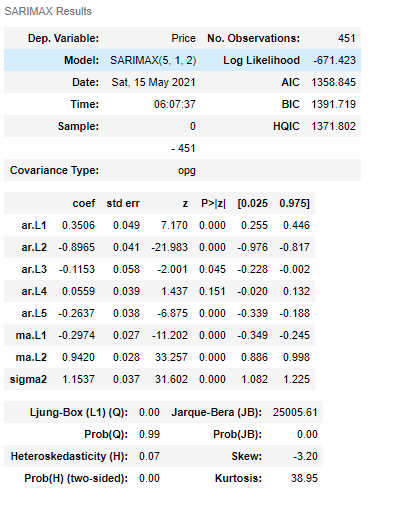 SARIMAX Results
Dep. Variable: Price No. Observations: 451
Model: SARIMAX(5, 1, 2) Log Likelihood -671.423
Date: Sat, 15 May 2021 AIC 1358.845
Time: 06:07:37 BIC 1391.719
Sample: 0 HQIC 1371.802
- 451
Covariance Type: opg
coef std err z P>|z| [0.025 0.975]
ar.L1 0.3506 0.049 7.170 0.000 0.255 0.446
ar.L2 -0.8965 0.041 -21.983 0.000 -0.976 -0.817
ar.L3 -0.1153 0.058 -2.001 0.045 -0.228 -0.002
ar.L4 0.0559 0.039 1.437 0.151 -0.020 0.132
ar.L5 -0.2637 0.038 -6.875 0.000 -0.339 -0.188
ma.L1 -0.2974 0.027 -11.202 0.000 -0.349 -0.245
ma.L2 0.9420 0.028 33.257 0.000 0.886 0.998
sigma2 1.1537 0.037 31.602 0.000 1.082 1.225
Ljung-Box (L1) (Q): 0.00 Jarque-Bera (JB): 25005.61
Prob(Q): 0.99 Prob(JB): 0.00
Heteroskedasticity (H): 0.07 Skew: -3.20
Prob(H) (two-sided): 0.00 Kurtosis: 38.95